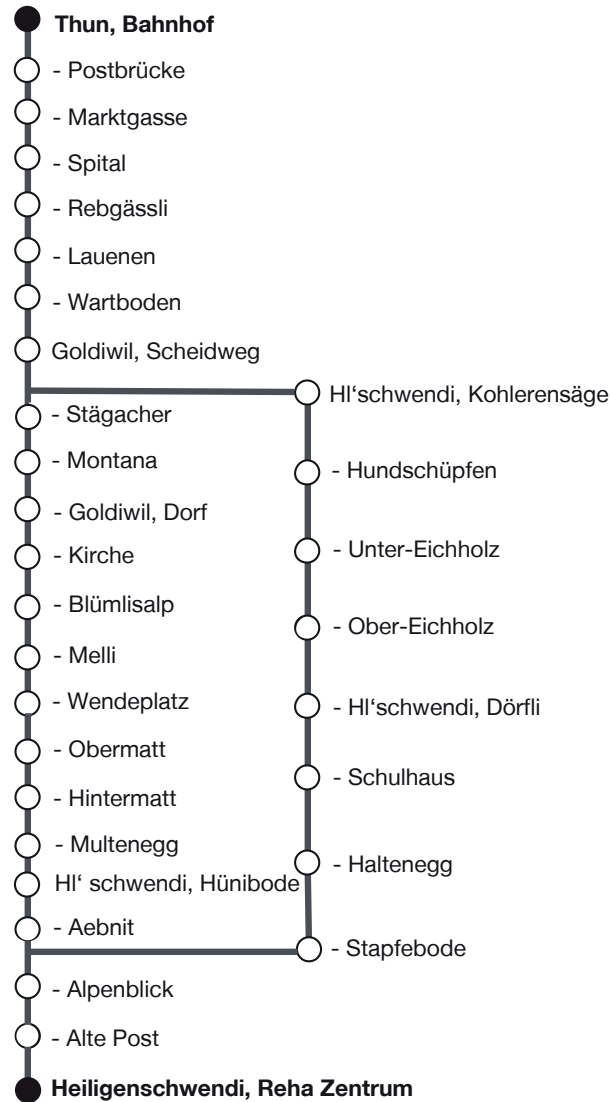 Thun, Bahnhof
- Postbrücke
- Marktgasse
- Spital
- Rebgässli
- Lauenen
- Wartboden
Goldiwil, Scheidweg
- Stägacher
- Montana
- Goldiwil, Dorf
- Kirche
- Blümlisalp
- Melli
- Wendeplatz
- Obermatt
- Hintermatt
- Multenegg
Hl‘ schwendi, Hünibode
- Aebnit
Hl‘schwendi, Kohlerensäge
- Hundschüpfen
- Unter-Eichholz
- Ober-Eichholz
- Hl‘schwendi, Dörfli
- Schulhaus
- Haltenegg
- Stapfebode
- Alpenblick
- Alte Post
Heiligenschwendi, Reha Zentrum